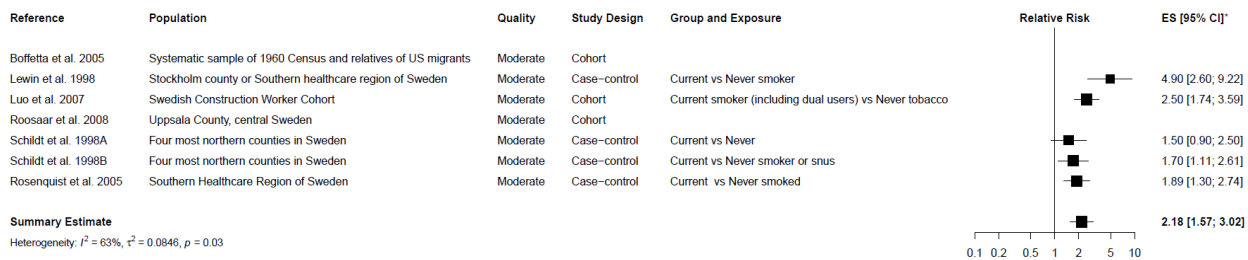 Reference Population Quality Study Design Group and Exposure Relative Risk ES [95% CI]*
Boffetta et al. 2005 Systematic sample of 1960 Census and relatives of US migrants Moderate Cohort
Lewin et al. 1998 Stockholm county or Southern healthcare region of Sweden Moderate Case−control Current vs Never smoker 4.90 [2.60; 9.22]
Luo et al. 2007 Swedish Construction Worker Cohort Moderate Cohort Current smoker (including dual users) vs Never tobacco 2.50 [1.74; 3.59]
Roosaar et al. 2008 Uppsala County, central Sweden Moderate Cohort
Schildt et al. 1998A Four most northern counties in Sweden Moderate Case−control Current vs Never 1.50 [0.90; 2.50]
Schildt et al. 1998B Four most northern counties in Sweden Moderate Case−control Current vs Never smoker or snus 1.70 [1.11; 2.61]
Rosenquist et al. 2005 Southern Healthcare Region of Sweden Moderate Case−control Current vs Never smoked 1.89 [1.30; 2.74]
Summary Estimate 2.18 [1.57; 3.02]
Heterogeneity: I² = 63%, τ² = 0.0846, p = 0.03
0.1 0.5 1 2 5 10